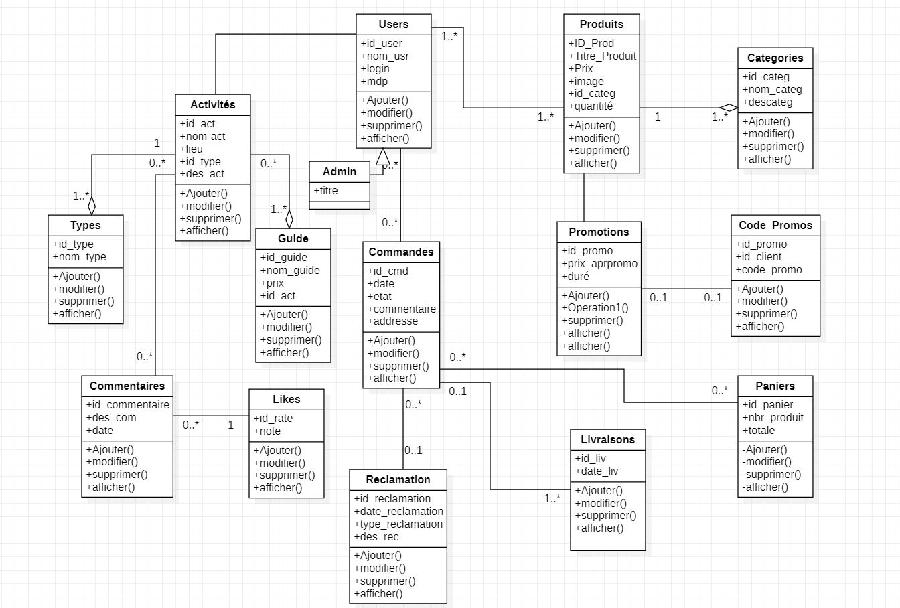 Users
+id_user
+nom_usr
+login
+mdp
+Ajouter()
+modifier()
+supprimer()
+afficher()
1..*
1..*
Produits
+ID_Prod
+Titre_Produit
+Prix
+image
+id_categ
+quantité
+Ajouter()
+modifier()
+supprimer()
+afficher()
1
1..*
Categories
+id_categ
+nom_categ
+descateg
+Ajouter()
+modifier()
+supprimer()
+afficher()
Activités
+id_act
+nom_act
+lieu
+id_type
+des_act
+Ajouter()
+modifier()
+supprimer()
+afficher()
1
0..*
0..*
1..*
1..*
Admin
+titre
0..*
0..*
Types
+id_type
+nom_type
+Ajouter()
+modifier()
+supprimer()
+afficher()
Guide
+id_guide
+nom_guide
+prix
+id_act
+Ajouter()
+modifier()
+supprimer()
+afficher()
Commandes
+id_cmd
+date
+etat
+commentaire
+addresse
+Ajouter()
+modifier()
+supprimer()
+afficher()
Promotions
+id_promo
+prix_aprpromo
+duré
+Ajouter()
+Operation1()
+supprimer()
+afficher()
+afficher()
0..1
0..1
Code_Promos
+id_promo
+id_client
+code_promo
+Ajouter()
+modifier()
+supprimer()
+afficher()
0..*
0..*
0..1
0..*
0..*
0..1
1..*
Commentaires
+id_commentaire
+des_com
+date
+Ajouter()
+modifier()
+supprimer()
+afficher()
0..*
1
Likes
+id_rate
+note
+Ajouter()
+modifier()
+supprimer()
+afficher()
Paniers
+id_panier
+nbr_produit
+totale
-Ajouter()
-modifier()
-supprimer()
-afficher()
Livraisons
+id_liv
+date_liv
+Ajouter()
+modifier()
+supprimer()
+afficher()
Reclamation
+id_reclamation
+date_reclamation
+type_reclamation
+des_rec
+Ajouter()
+modifier()
+supprimer()
+afficher()